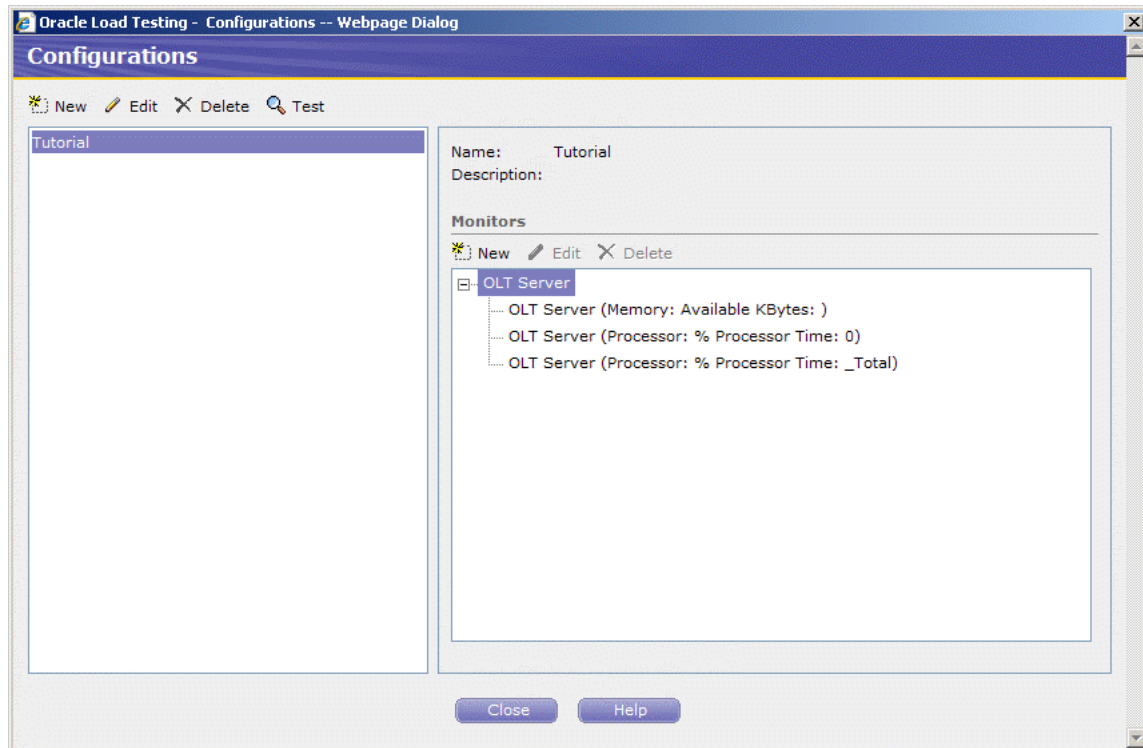 Oracle Load Testing - Configurations -- Webpage Dialog
Configurations
New Edit Delete Test
Tutorial
Name: Tutorial
Description:
Monitors
New Edit Delete
OLT Server
OLT Server (Memory: Available KBytes: )
OLT Server (Processor: % Processor Time: 0)
OLT Server (Processor: % Processor Time: _Total)
Close Help